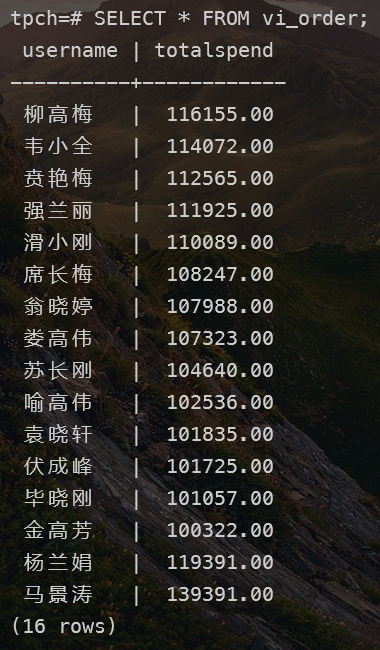 tpch=# SELECT * FROM vi_order;
username | totalspend
----------+------------
柳高梅 | 116155.00
韦小全 | 114072.00
贲艳梅 | 112565.00
强兰丽 | 111925.00
滑小刚 | 110089.00
席长梅 | 108247.00
翁晓婷 | 107988.00
娄高伟 | 107323.00
苏长刚 | 104640.00
喻高伟 | 102536.00
袁晓轩 | 101835.00
伏成峰 | 101725.00
毕晓刚 | 101057.00
金高芳 | 100322.00
杨兰娟 | 119391.00
马景涛 | 139391.00
(16 rows)